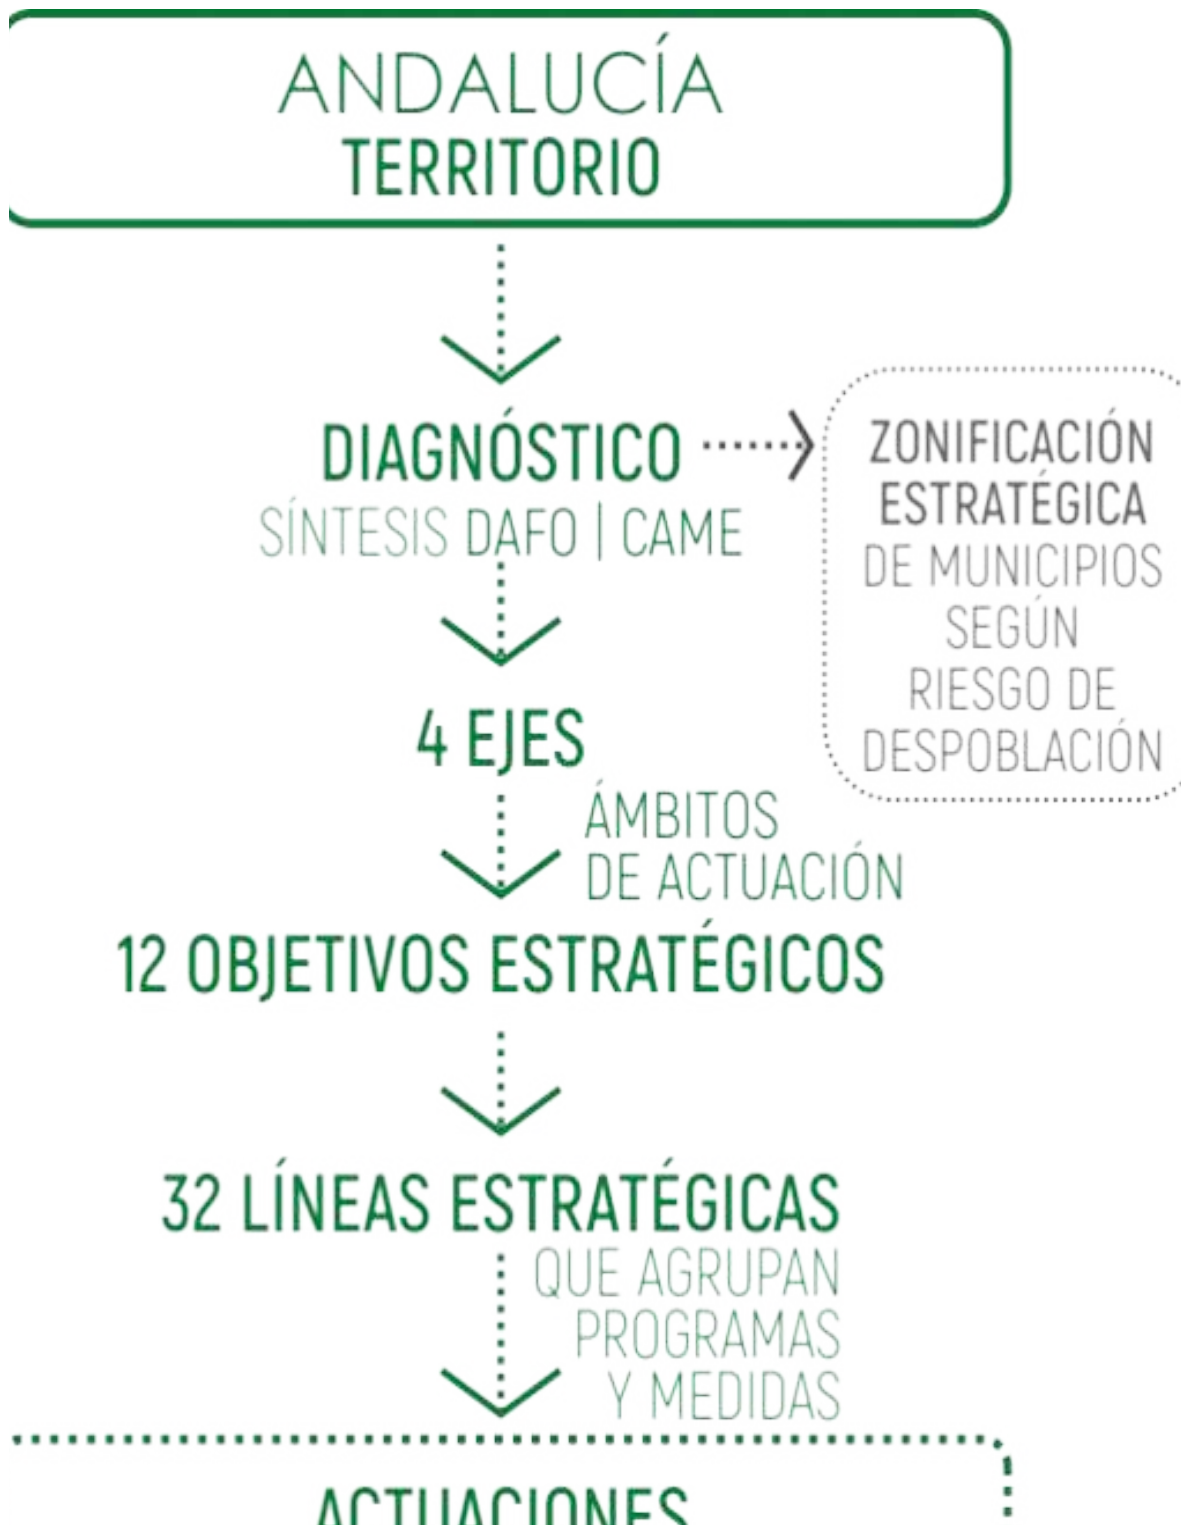 ANDALUCÍA
TERRITORIO
DIAGNÓSTICO
SÍNTESIS DAFO | CAME
ZONIFICACIÓN
ESTRATÉGICA
DE MUNICIPIOS
SEGÚN
RIESGO DE
DESPOBLACIÓN
4 EJES
ÁMBITOS
DE ACTUACIÓN
12 OBJETIVOS ESTRATÉGICOS
32 LÍNEAS ESTRATÉGICAS
QUE AGRUPAN
PROGRAMAS
Y MEDIDAS
ACTUACIONES